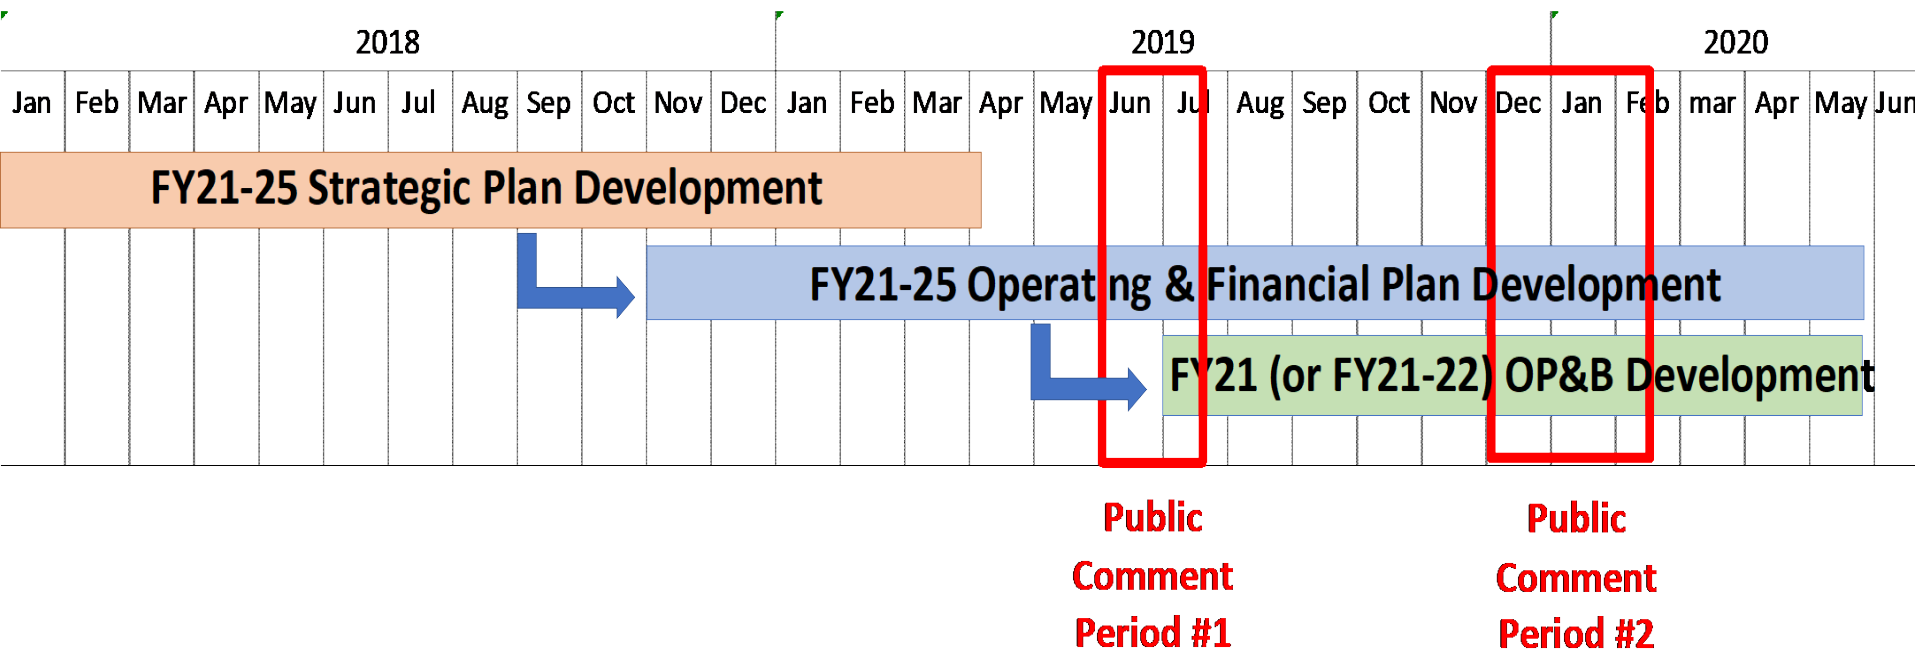 2018 2019 2020
Jan Feb Mar Apr May Jun Jul Aug Sep Oct Nov Dec Jan Feb Mar Apr May Jun Jul Aug Sep Oct Nov Dec Jan Feb mar Apr May Jun
FY21-25 Strategic Plan Development
FY21-25 Operating & Financial Plan Development
FY21 (or FY21-22) OP&B Development
Public
Comment
Period #1
Public
Comment
Period #2